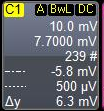 C1 A BwL DC
10.0 mV
7.7000 mV
239 #
-5.8 mV
500 µV
Δy 6.3 mV